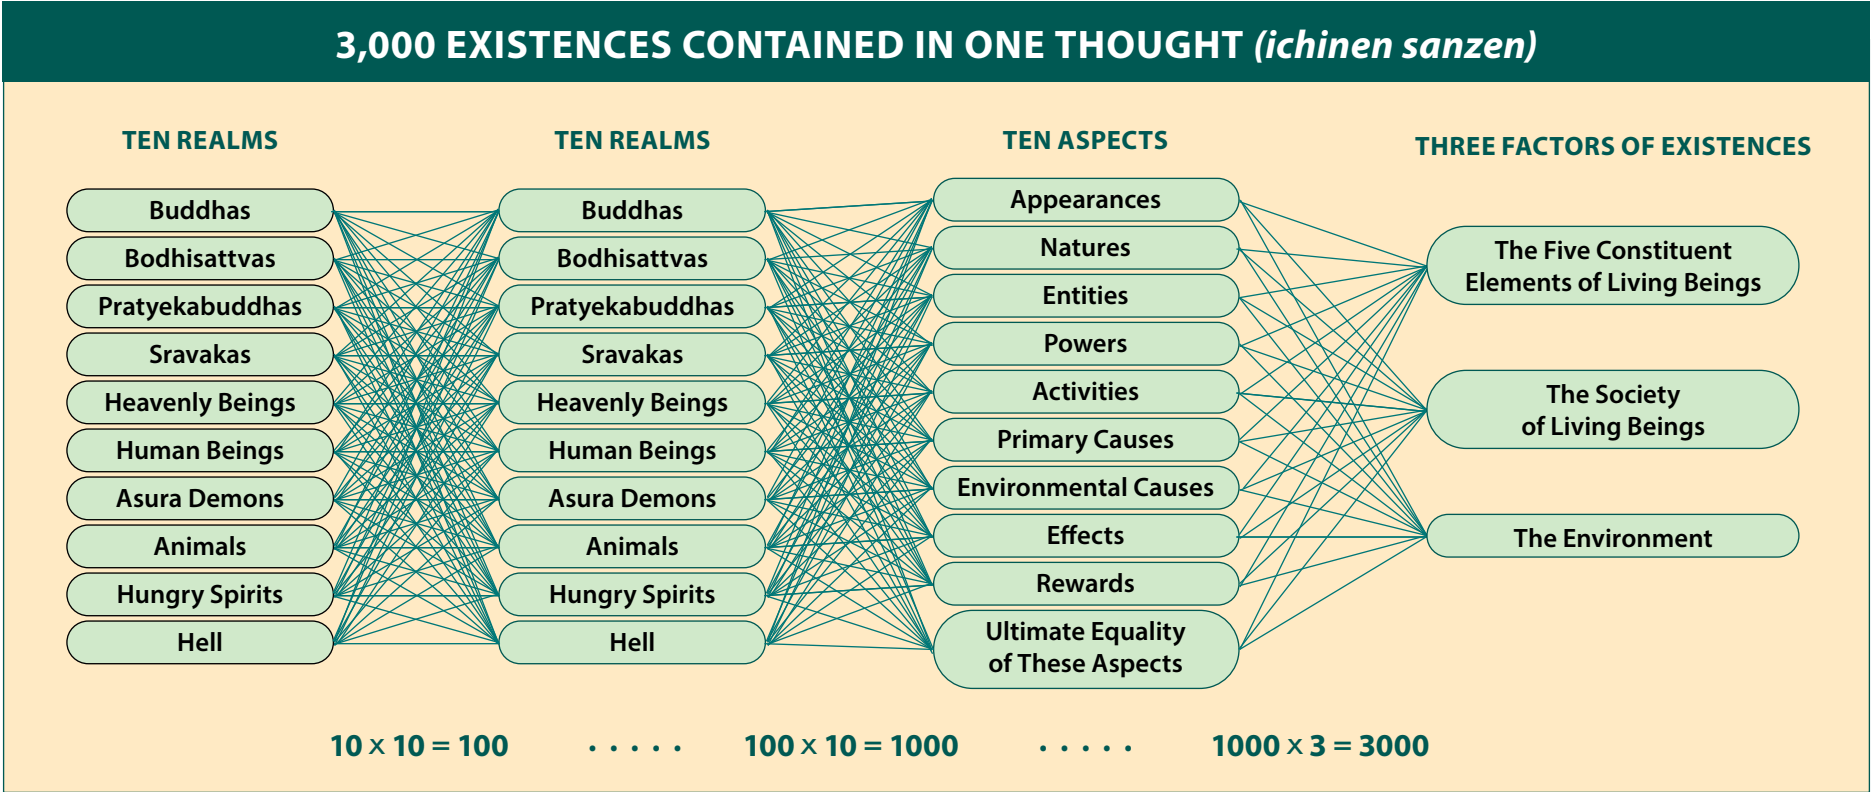 3,000 EXISTENCES CONTAINED IN ONE THOUGHT (ichinen sanzen)
TEN REALMS
Buddhas
Bodhisattvas
Pratyekabuddhas
Sravakas
Heavenly Beings
Human Beings
Asura Demons
Animals
Hungry Spirits
Hell
TEN REALMS
Buddhas
Bodhisattvas
Pratyekabuddhas
Sravakas
Heavenly Beings
Human Beings
Asura Demons
Animals
Hungry Spirits
Hell
TEN ASPECTS
Appearances
Natures
Entities
Powers
Activities
Primary Causes
Environmental Causes
Effects
Rewards
Ultimate Equality
of These Aspects
THREE FACTORS OF EXISTENCES
The Five Constituent
Elements of Living Beings
The Society
of Living Beings
The Environment
10 x 10 = 100 ..... 100 x 10 = 1000 ..... 1000 x 3 = 3000